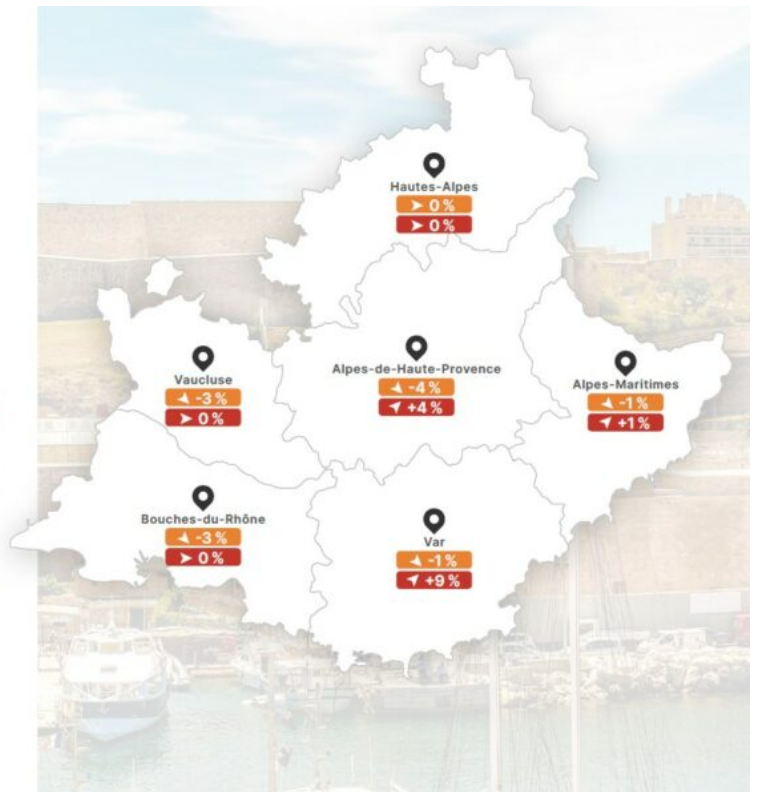 Hautes-Alpes
0 %
0 %
Alpes-de-Haute-Provence
-4 %
+4 %
Vaucluse
-3 %
0 %
Alpes-Maritimes
-1 %
+1 %
Bouches-du-Rhône
-3 %
0 %
Var
-1 %
+9 %